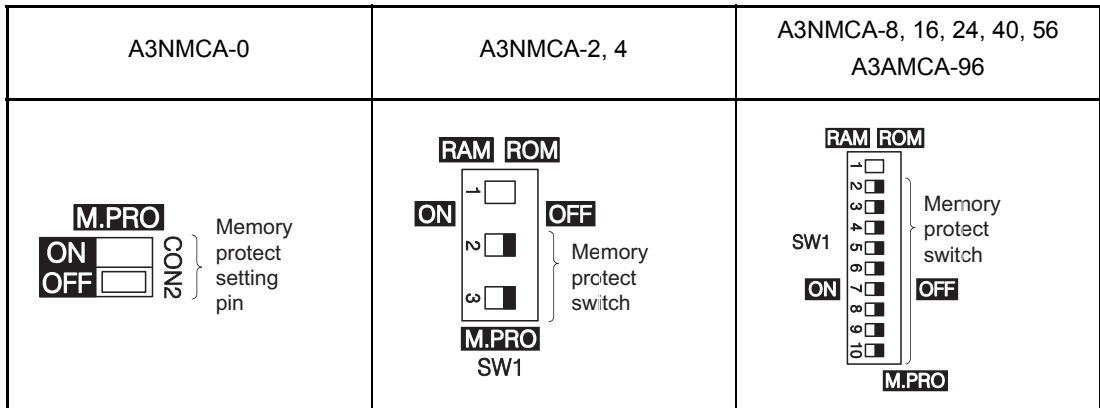 A3NMCA-0
A3NMCA-2, 4
A3NMCA-8, 16, 24, 40, 56
A3AMCA-96
M.PRO
ON
OFF
CON2
Memory
protect
setting
pin
RAM ROM
ON
OFF
1
2
3
Memory
protect
switch
M.PRO
SW1
RAM ROM
1
2
3
4
5
6
7
8
9
10
SW1
ON
OFF
Memory
protect
switch
M.PRO